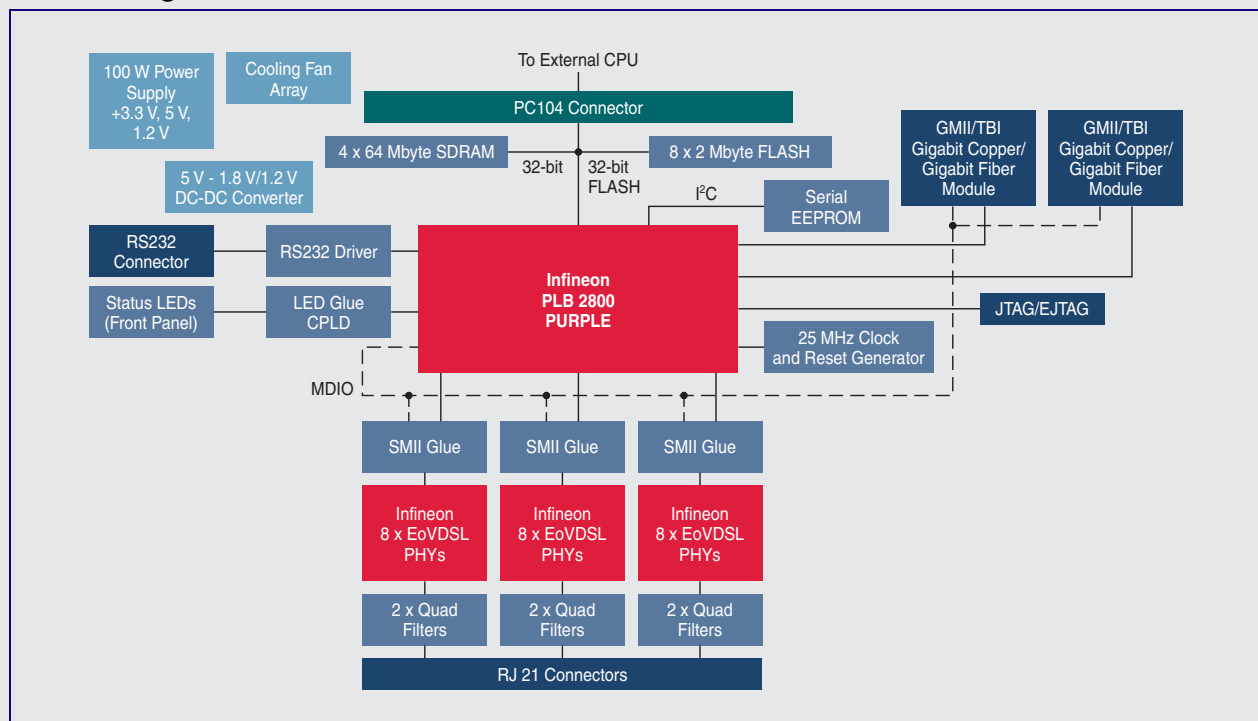 To External CPU
100 W Power
Supply
+3.3 V, 5 V,
1.2 V
Cooling Fan
Array
PC104 Connector
GMII/TBI
Gigabit Copper/
Gigabit Fiber
Module
GMII/TBI
Gigabit Copper/
Gigabit Fiber
Module
4 x 64 Mbyte SDRAM
32-bit
32-bit
FLASH
8 x 2 Mbyte FLASH
5 V - 1.8 V/1.2 V
DC-DC Converter
I²C
Serial
EEPROM
RS232
Connector
RS232 Driver
Infineon
PLB 2800
PURPLE
Status LEDs
(Front Panel)
LED Glue
CPLD
JTAG/EJTAG
25 MHz Clock
and Reset Generator
MDIO
SMII Glue
SMII Glue
SMII Glue
Infineon
8 x EoVDSL
PHYs
Infineon
8 x EoVDSL
PHYs
Infineon
8 x EoVDSL
PHYs
2 x Quad
Filters
2 x Quad
Filters
2 x Quad
Filters
RJ 21 Connectors